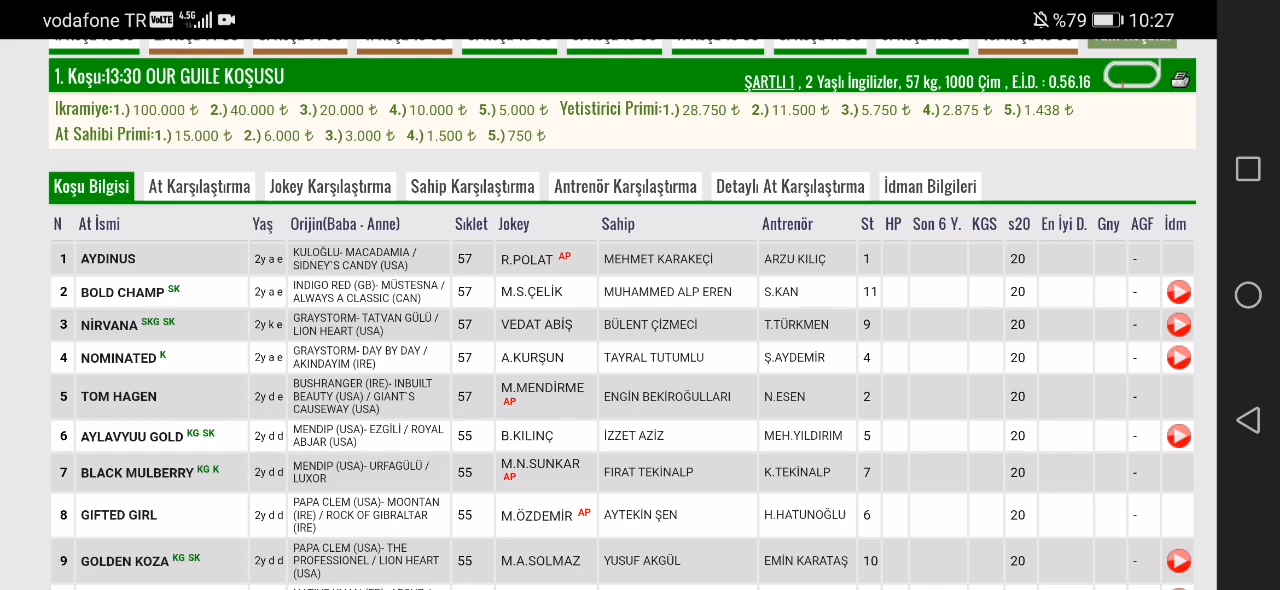 vodafone TR VoLTE 4.5G %79 10:27
1. Koşu:13:30 OUR GUILE KOŞUSU
ŞARTLI 1 , 2 Yaşlı İngilizler, 57 kg, 1000 Çim , E.İ.D. : 0.56.16
Ikramiye:1.) 100.000 ₺ 2.) 40.000 ₺ 3.) 20.000 ₺ 4.) 10.000 ₺ 5.) 5.000 ₺ Yetistirici Primi:1.) 28.750 ₺ 2.) 11.500 ₺ 3.) 5.750 ₺ 4.) 2.875 ₺ 5.) 1.438 ₺
At Sahibi Primi:1.) 15.000 ₺ 2.) 6.000 ₺ 3.) 3.000 ₺ 4.) 1.500 ₺ 5.) 750 ₺
Koşu Bilgisi At Karşılaştırma Jokey Karşılaştırma Sahip Karşılaştırma Antrenör Karşılaştırma Detaylı At Karşılaştırma İdman Bilgileri
N At İsmi Yaş Orijin(Baba - Anne) Sıklet Jokey Sahip Antrenör St HP Son 6 Y. KGS s20 En İyi D. Gny AGF İdm
1 AYDINUS 2y a e KULOĞLU- MACADAMIA / SIDNEY`S CANDY (USA) 57 R.POLAT AP MEHMET KARAKEÇİ ARZU KILIÇ 1 20 -
2 BOLD CHAMP SK 2y a e INDIGO RED (GB)- MÜSTESNA / ALWAYS A CLASSIC (CAN) 57 M.S.ÇELİK MUHAMMED ALP EREN S.KAN 11 20 -
3 NİRVANA SKG SK 2y k e GRAYSTORM- TATVAN GÜLÜ / LION HEART (USA) 57 VEDAT ABİŞ BÜLENT ÇİZMECİ T.TÜRKMEN 9 20 -
4 NOMINATED K 2y a e GRAYSTORM- DAY BY DAY / AKINDAYIM (IRE) 57 A.KURŞUN TAYRAL TUTUMLU Ş.AYDEMİR 4 20 -
5 TOM HAGEN 2y d e BUSHRANGER (IRE)- INBUILT BEAUTY (USA) / GIANT`S CAUSEWAY (USA) 57 M.MENDİRME AP ENGİN BEKİROĞULLARI N.ESEN 2 20 -
6 AYLAVYUU GOLD KG SK 2y d d MENDIP (USA)- EZGİLİ / ROYAL ABJAR (USA) 55 B.KILINÇ İZZET AZİZ MEH.YILDIRIM 5 20 -
7 BLACK MULBERRY KG K 2y d d MENDIP (USA)- URFAGÜLÜ / LUXOR 55 M.N.SUNKAR AP FIRAT TEKİNALP K.TEKİNALP 7 20 -
8 GIFTED GIRL 2y d d PAPA CLEM (USA)- MOONTAN (IRE) / ROCK OF GIBRALTAR (IRE) 55 M.ÖZDEMİR AP AYTEKİN ŞEN H.HATUNOĞLU 6 20 -
9 GOLDEN KOZA KG SK 2y d d PAPA CLEM (USA)- THE PROFESSIONEL / LION HEART (USA) 55 M.A.SOLMAZ YUSUF AKGÜL EMİN KARATAŞ 10 20 -